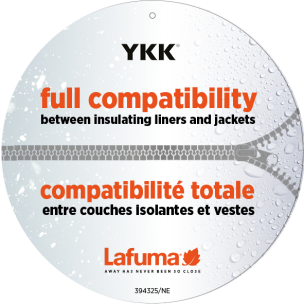 YKK®
full compatibility
between insulating liners and jackets
compatibilité totale
entre couches isolantes et vestes
Lafuma
AWAY HAS NEVER BEEN SO CLOSE
394325/NE